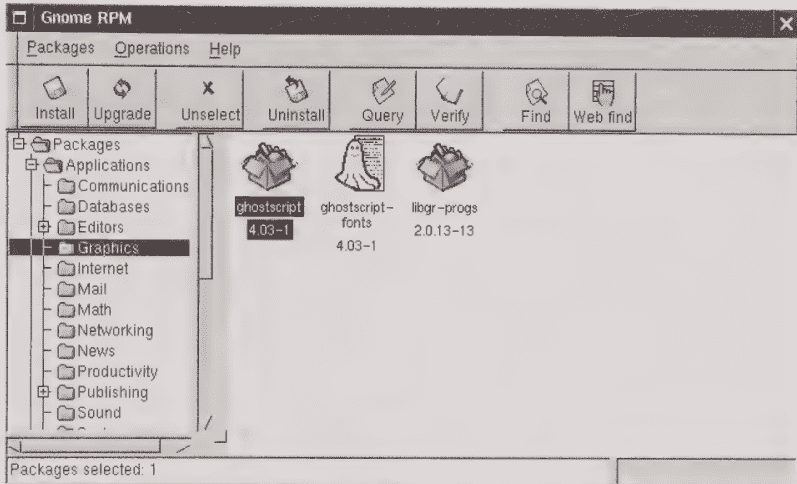 Gnome RPM
Packages Operations Help
Install Upgrade Unselect Uninstall Query Verify Find Web find
Packages
Applications
Communications
Databases
Editors
Graphics
Internet
Mail
Math
Networking
News
Productivity
Publishing
Sound
ghostscript
4.03-1
ghostscript-
fonts
4.03-1
libgr-progs
2.0.13-13
Packages selected: 1